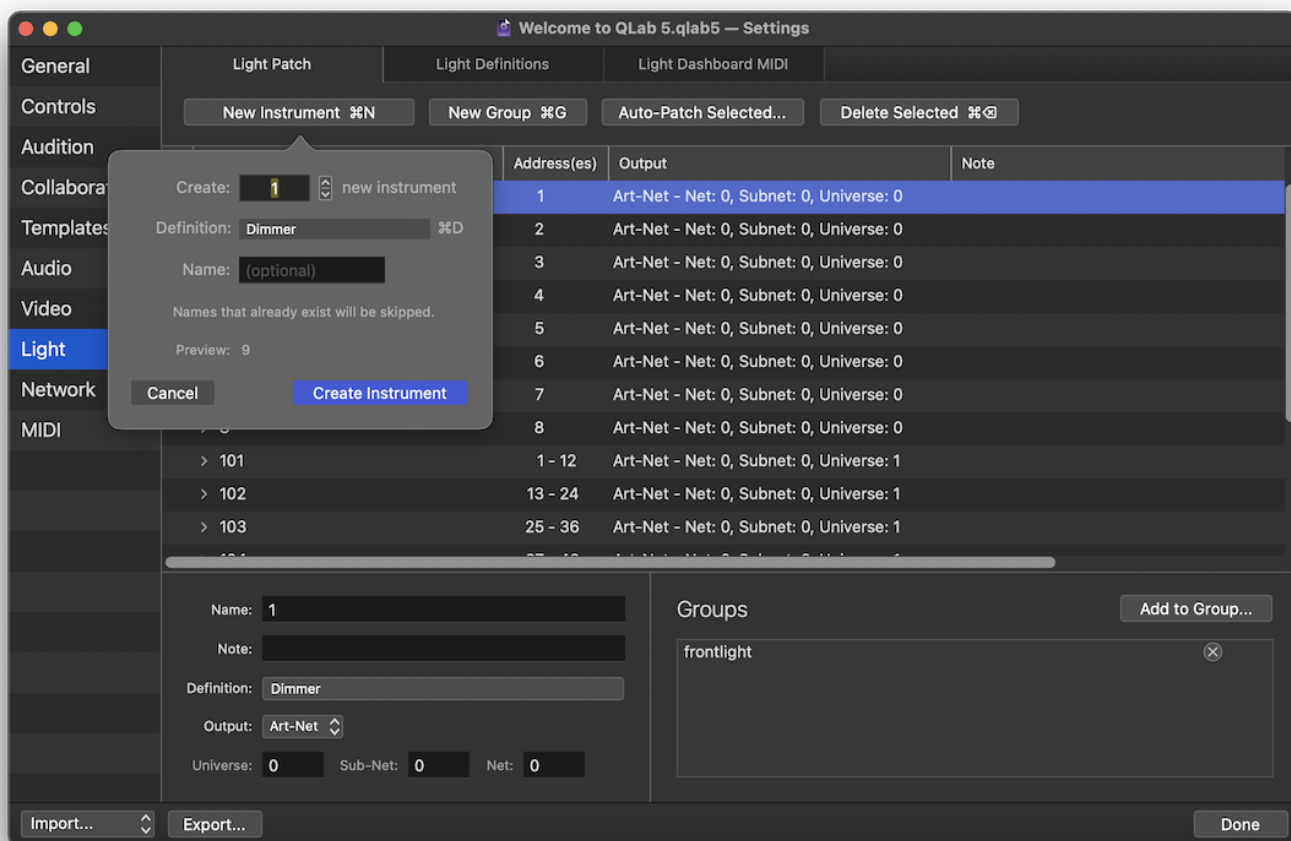 Welcome to QLab 5.qlab5 — Settings
General
Controls
Audition
Collabora
Templates
Audio
Video
Light
Network
MIDI
Light Patch
Light Definitions
Light Dashboard MIDI
New Instrument ⌘N
New Group ⌘G
Auto-Patch Selected...
Delete Selected ⌘⌫
Create: 1 new instrument
Definition: Dimmer ⌘D
Name: (optional)
Names that already exist will be skipped.
Preview: 9
Cancel
Create Instrument
Address(es) Output Note
1 Art-Net - Net: 0, Subnet: 0, Universe: 0
2 Art-Net - Net: 0, Subnet: 0, Universe: 0
3 Art-Net - Net: 0, Subnet: 0, Universe: 0
4 Art-Net - Net: 0, Subnet: 0, Universe: 0
5 Art-Net - Net: 0, Subnet: 0, Universe: 0
6 Art-Net - Net: 0, Subnet: 0, Universe: 0
7 Art-Net - Net: 0, Subnet: 0, Universe: 0
8 Art-Net - Net: 0, Subnet: 0, Universe: 0
101 1 - 12 Art-Net - Net: 0, Subnet: 0, Universe: 1
102 13 - 24 Art-Net - Net: 0, Subnet: 0, Universe: 1
103 25 - 36 Art-Net - Net: 0, Subnet: 0, Universe: 1
Name: 1
Note:
Definition: Dimmer
Output: Art-Net
Universe: 0 Sub-Net: 0 Net: 0
Groups
Add to Group...
frontlight
Import...
Export...
Done